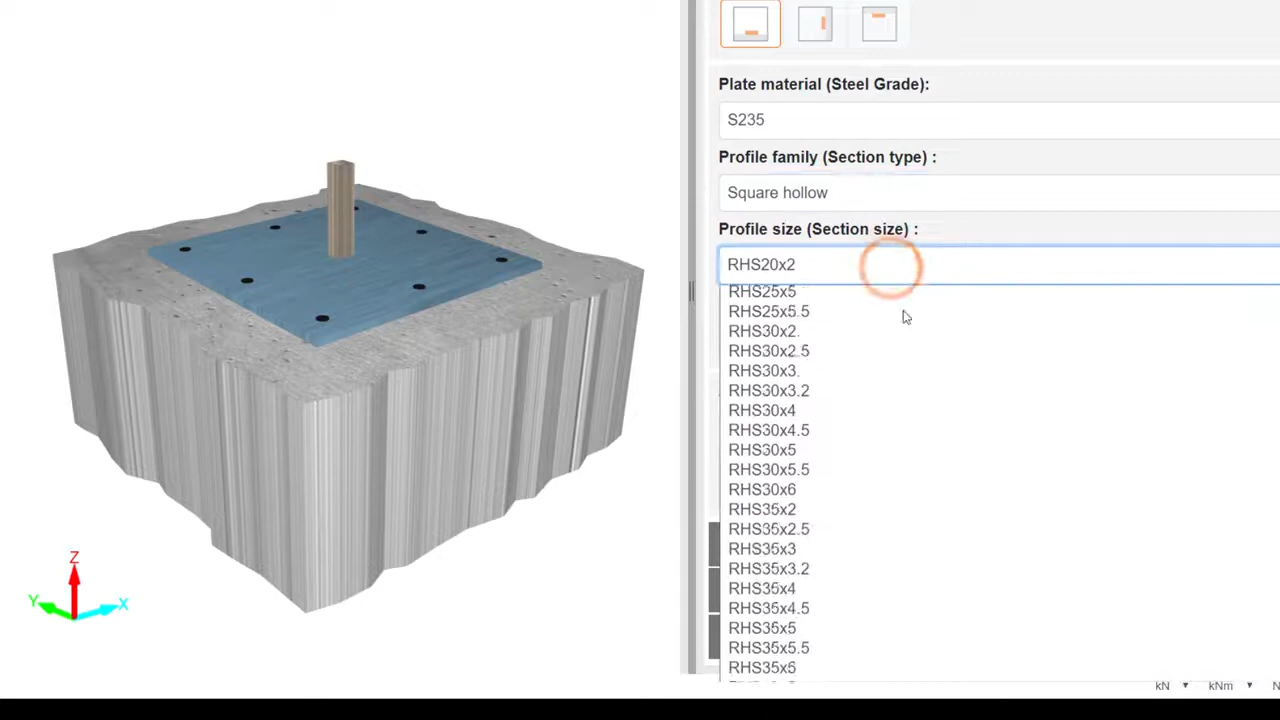 Plate material (Steel Grade):
S235
Profile family (Section type) :
Square hollow
Profile size (Section size) :
RHS20x2
RHS25x5
RHS25x5.5
RHS30x2.
RHS30x2.5
RHS30x3.
RHS30x3.2
RHS30x4
RHS30x4.5
RHS30x5
RHS30x5.5
RHS30x6
RHS35x2
RHS35x2.5
RHS35x3
RHS35x3.2
RHS35x4
RHS35x4.5
RHS35x5
RHS35x5.5
RHS35x6
kN kNm
Z
Y X